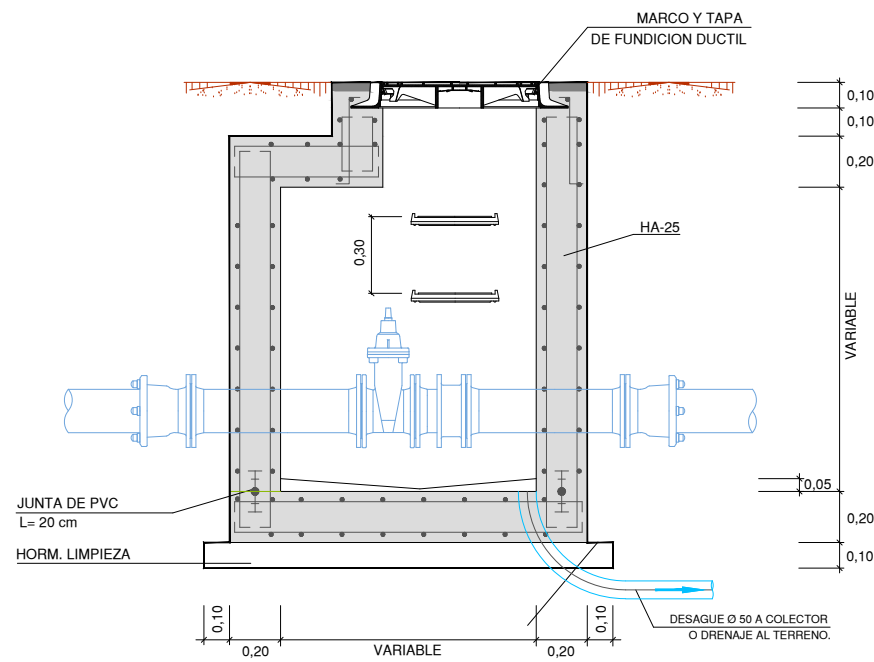 MARCO Y TAPA
DE FUNDICION DUCTIL
0,10
0,10
0,20
HA-25
0,30
VARIABLE
0,05
JUNTA DE PVC
L= 20 cm
0,20
HORM. LIMPIEZA
0,10
0,10
0,20
VARIABLE
0,20
0,10
DESAGUE Ø 50 A COLECTOR
O DRENAJE AL TERRENO.